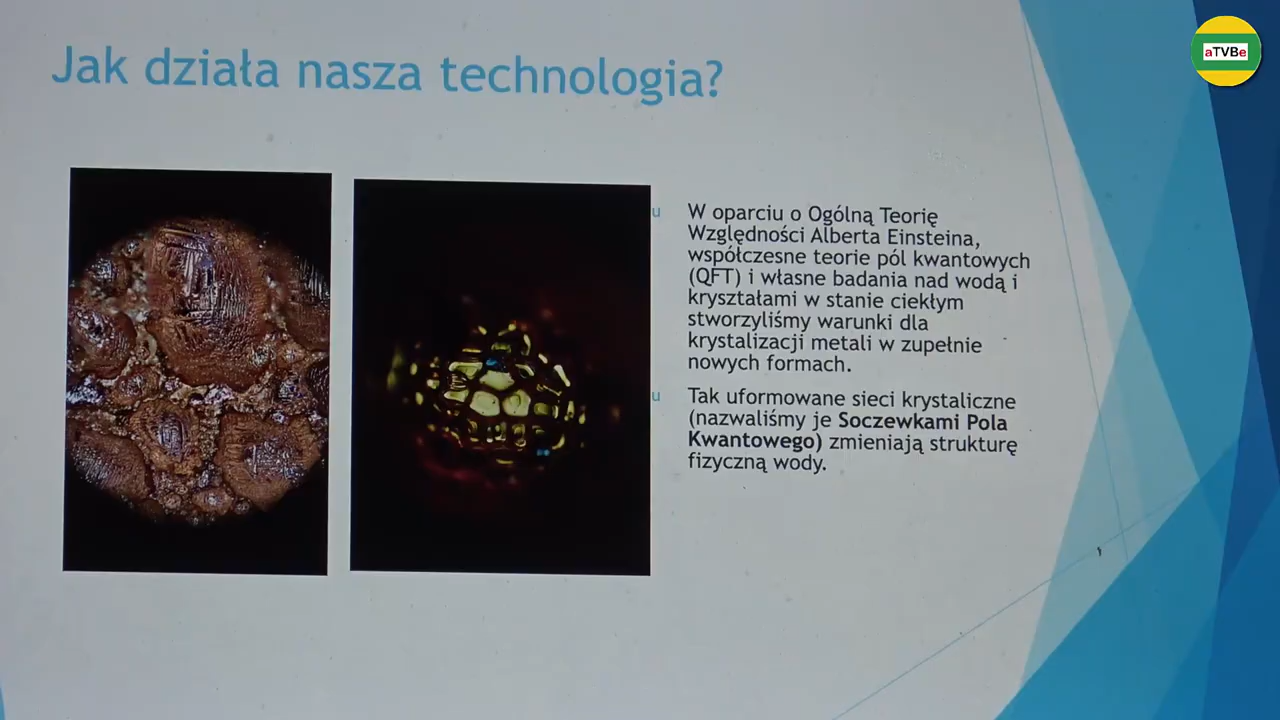 Jak działa nasza technologia?
aTVBe
W oparciu o Ogólną Teorię
Względności Alberta Einsteina,
współczesne teorie pól kwantowych
(QFT) i własne badania nad wodą i
kryształami w stanie ciekłym
stworzyliśmy warunki dla
krystalizacji metali w zupełnie
nowych formach.
Tak uformowane sieci krystaliczne
(nazwaliśmy je Soczewkami Pola
Kwantowego) zmieniają strukturę
fizyczną wody.